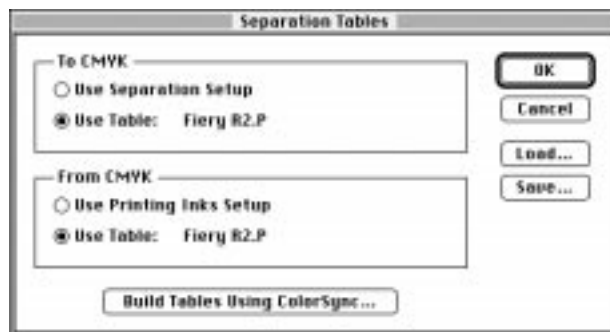 Separation Tables
To CMYK
Use Separation Setup
Use Table: Fiery R2.P
From CMYK
Use Printing Inks Setup
Use Table: Fiery R2.P
Build Tables Using ColorSync...
OK
Cancel
Load...
Save...